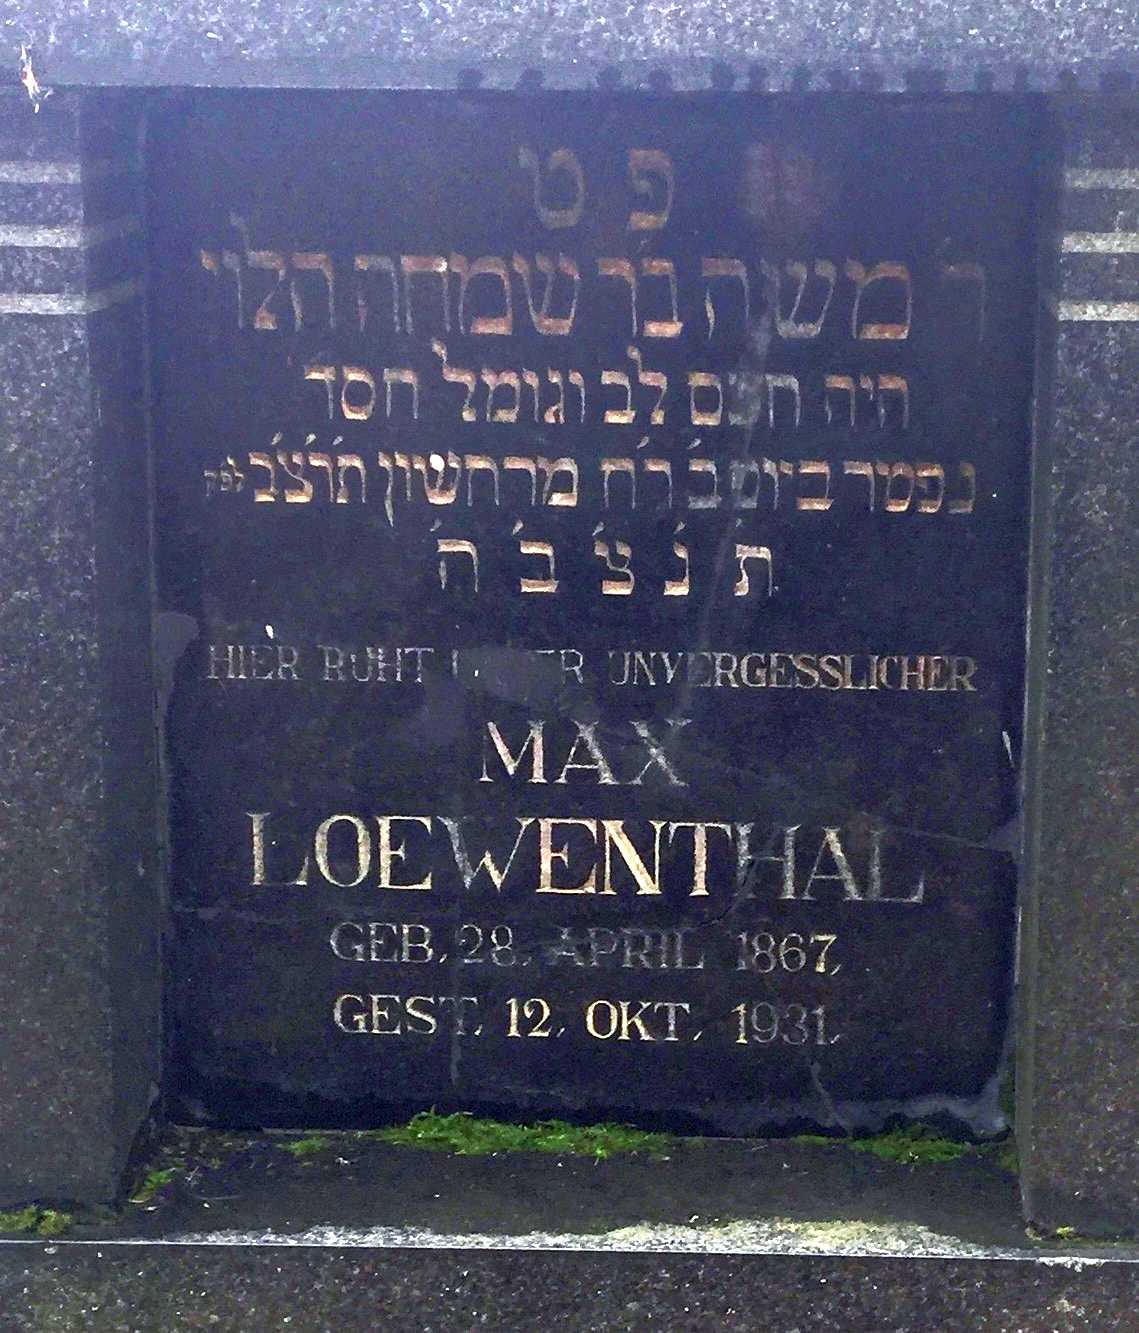 פ ט
ר' משה בר שמחה הלוי
היה חכם לב וגומל חסד
נפטר ביום ב' ר'ח מרחשון ת'ר'צ'ב לפ'ק
ת' נ' צ' ב' ה'
HIER RUHT UNSER UNVERGESSLICHER
MAX
LOEWENTHAL
GEB. 28. APRIL 1867,
GEST. 12, OKT, 1931,